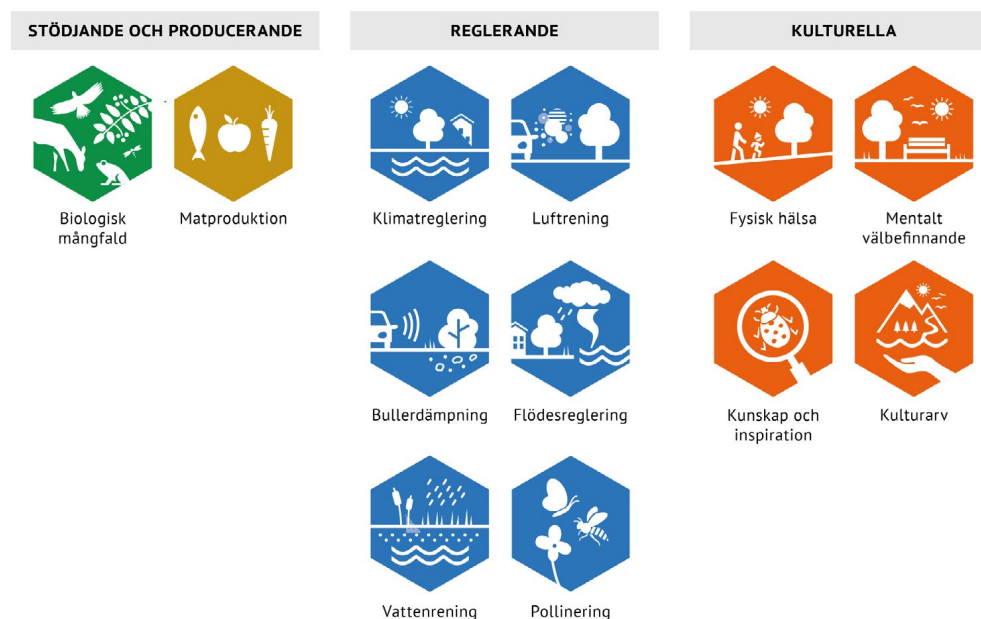 STÖDJANDE OCH PRODUCERANDE
Biologisk
mångfald
Matproduktion
REGLERANDE
Klimatreglering
Luftrening
Bullerdämpning
Flödesreglering
Vattenrening
Pollinering
KULTURELLA
Fysisk hälsa
Mentalt
välbefinnande
Kunskap och
inspiration
Kulturarv